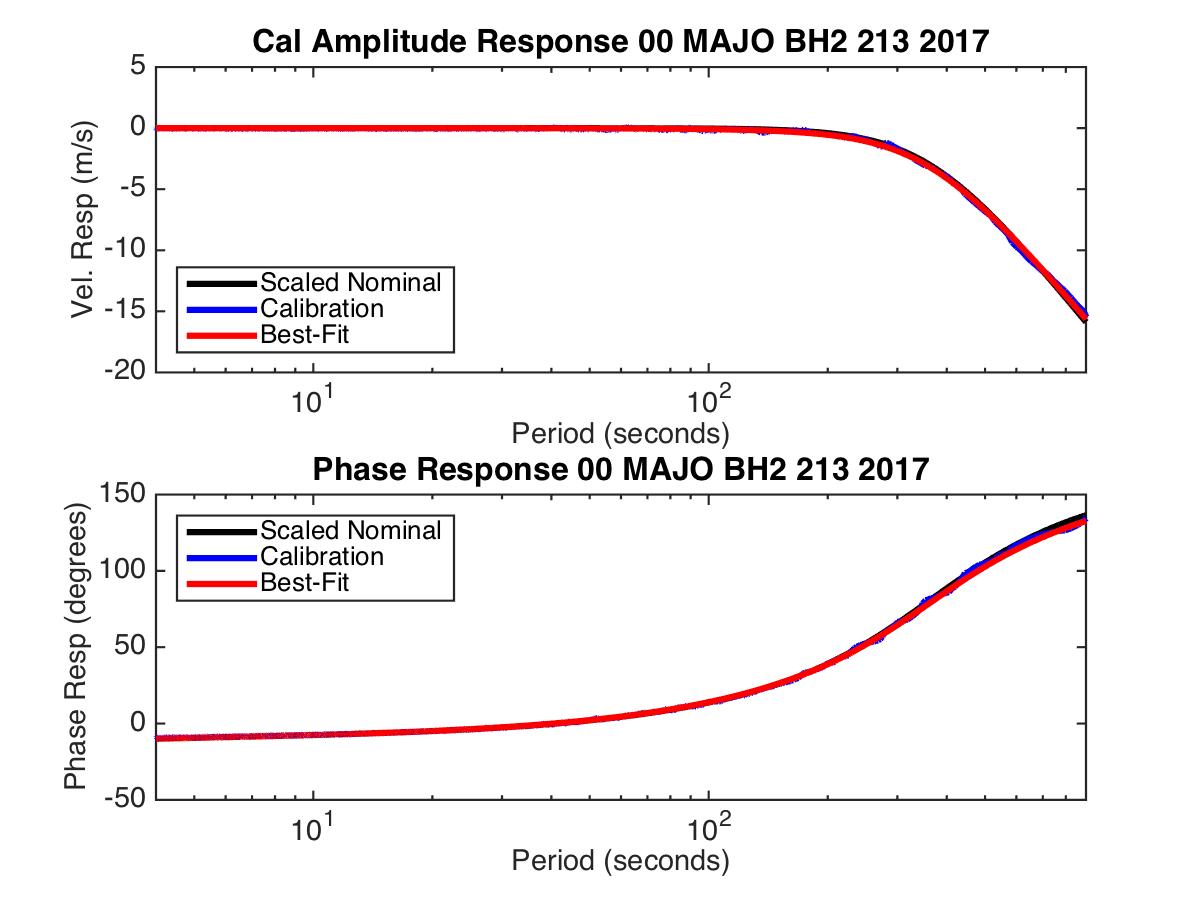 Cal Amplitude Response 00 MAJO BH2 213 2017
5
0
-5
-10
-15
-20
Vel. Resp (m/s)
Scaled Nominal
Calibration
Best-Fit
10^1
10^2
Period (seconds)
Phase Response 00 MAJO BH2 213 2017
150
100
50
0
-50
Phase Resp (degrees)
Scaled Nominal
Calibration
Best-Fit
10^1
10^2
Period (seconds)